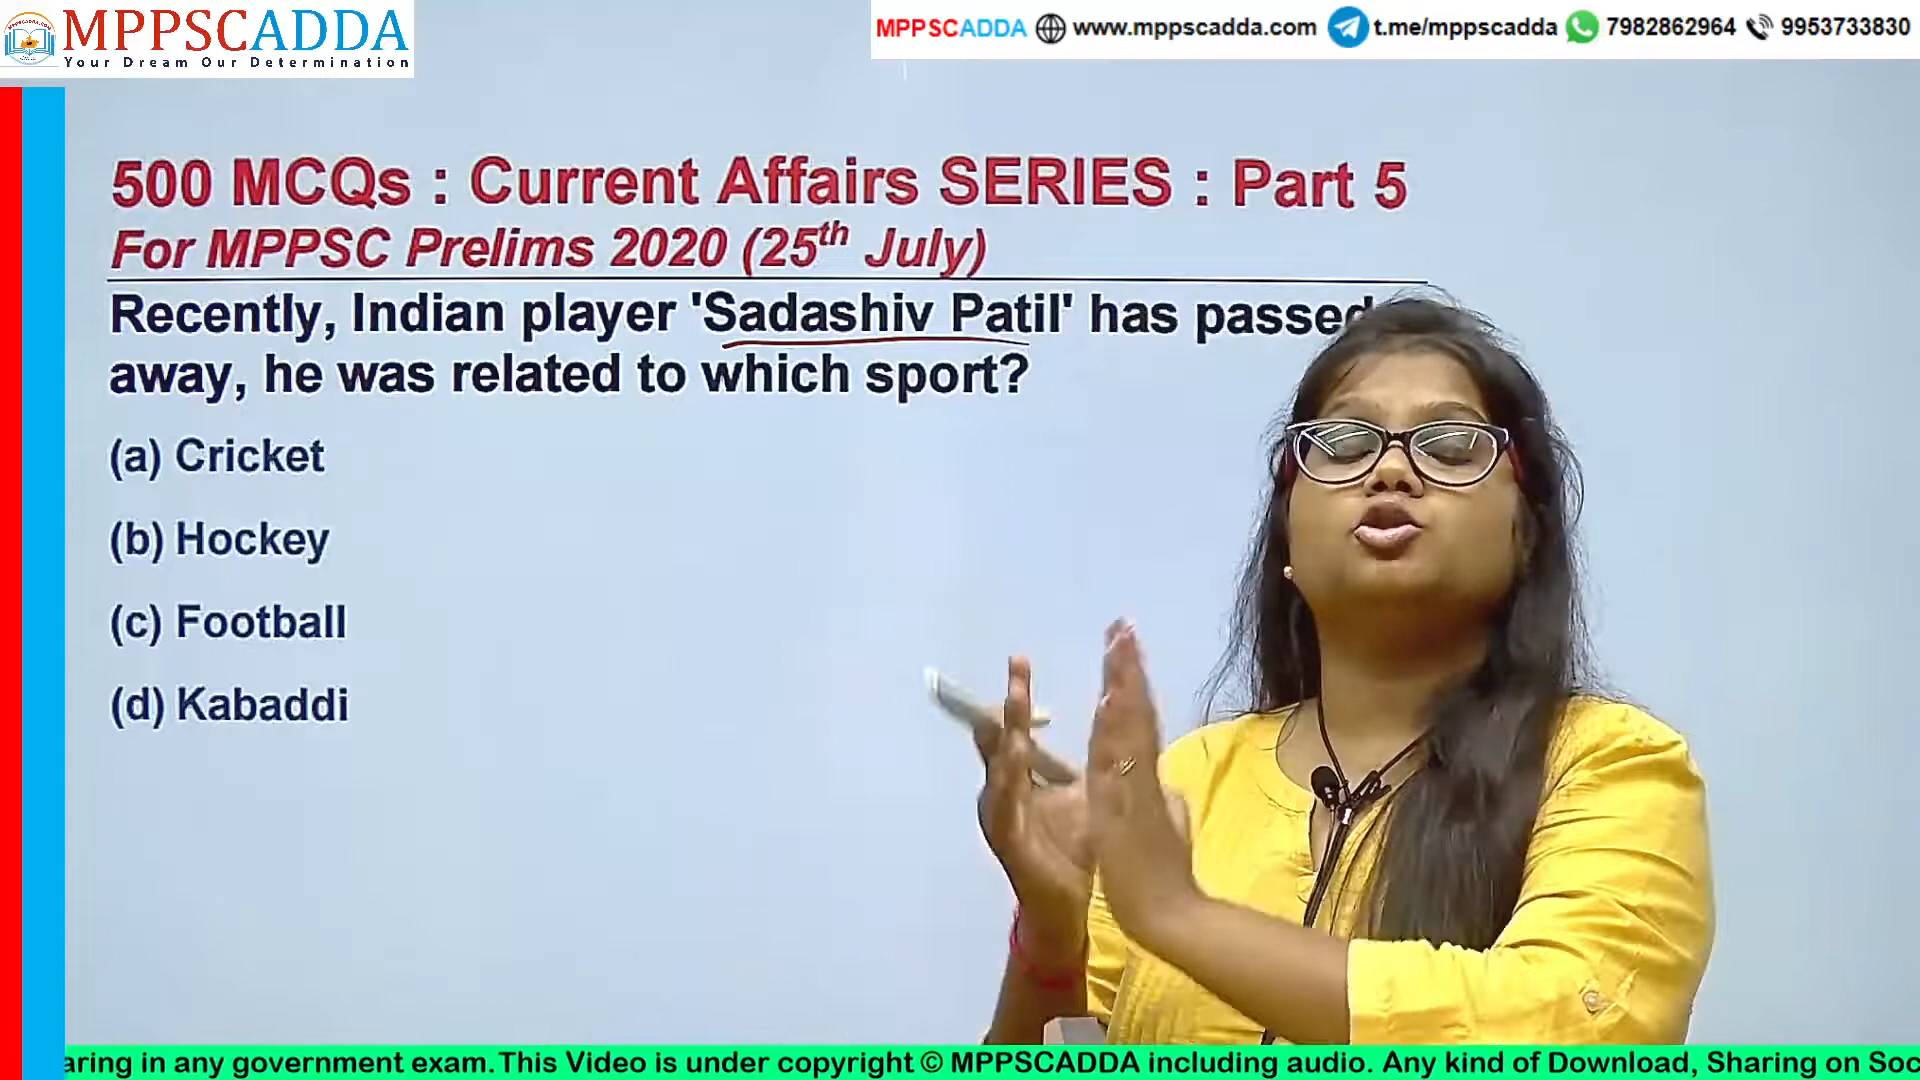 MPPSCADDA
Your Dream Our Determination
MPPSCADDA www.mppscadda.com t.me/mppscadda 7982862964 9953733830
500 MCQs : Current Affairs SERIES : Part 5
For MPPSC Prelims 2020 (25th July)
Recently, Indian player 'Sadashiv Patil' has passed
away, he was related to which sport?
(a) Cricket
(b) Hockey
(c) Football
(d) Kabaddi
aring in any government exam. This Video is under copyright © MPPSCADDA including audio. Any kind of Download, Sharing on Soc